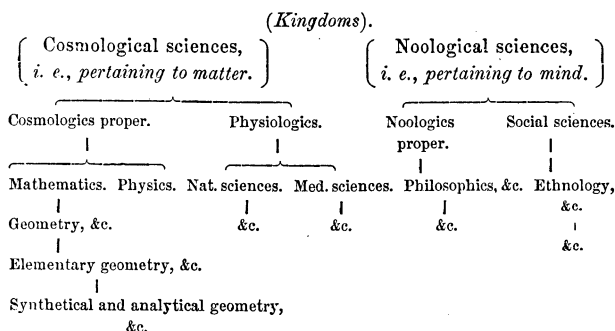 (Kingdoms).
Cosmological sciences, Noological sciences,
i. e., pertaining to matter. i. e., pertaining to mind.
Cosmologics proper. Physiologics. Noologics Social sciences.
proper.
Mathematics. Physics. Nat. sciences. Med. sciences. Philosophics, &c. Ethnology,
&c.
Geometry, &c. &c. &c. &c.
&c.
Elementary geometry, &c.
Synthetical and analytical geometry,
&c.